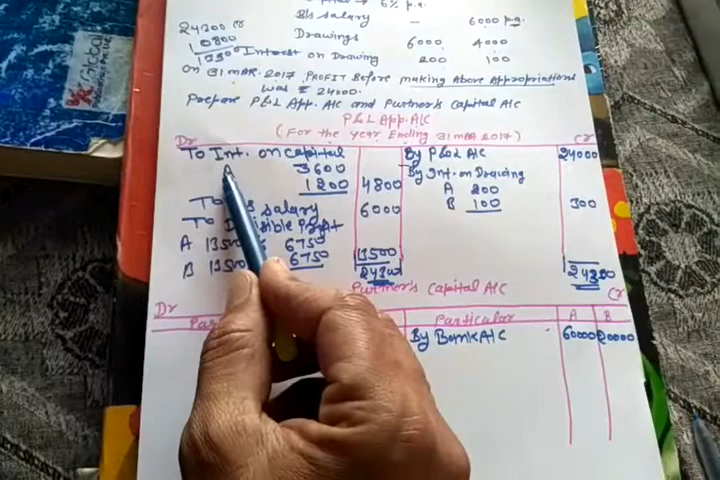 → 6% p.a.
B's salary — 6000 p.a.
24300 Cr
Drawings 6000 4000
10800
13500 Interest on Drawing 200 100
On 31 MAR. 2017 PROFIT Before making Above Appropriations
was ₹ 24000.
Prepare P&L App. A/C and Partner's Capital A/C
P&L App. A/C
(For the year Ending 31 MAR 2017)
Dr Cr
To Int. on Capital By P&L A/C 24000
A 3600 By Int. on Drawing
1200 4800 A 200
To B's salary 6000 B 100 300
To Divisible Profit
A 13500 6750
B 13500 6750 13500
24300 24300
Partner's Capital A/C
Dr Cr
Particular A B
By Bank A/C 60000 20000
Global